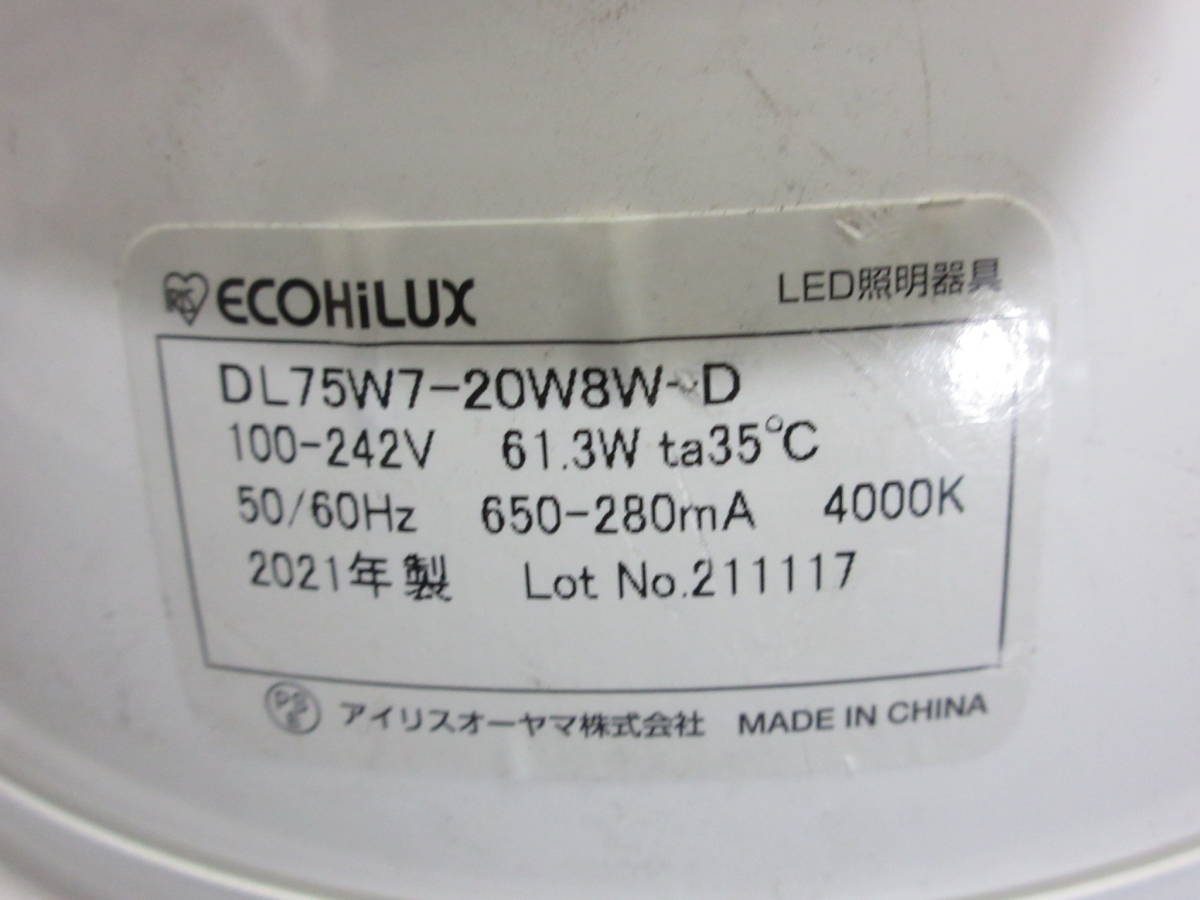 IRIS ECOHiLUX LED照明器具
DL75W7-20W8W-D
100-242V 61.3W ta35℃
50/60Hz 650-280mA 4000K
2021年製 Lot No.211117
PSE アイリスオーヤマ株式会社 MADE IN CHINA